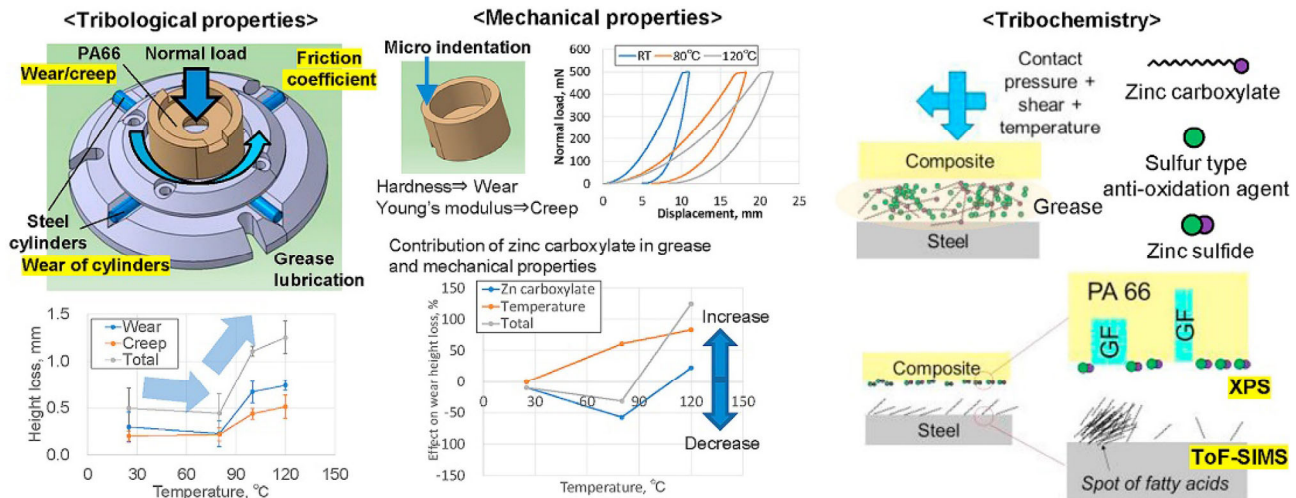 <Tribological properties>
PA66
Normal load
Wear/creep
Friction
coefficient
Steel
cylinders
Wear of cylinders
Grease
lubrication
Height loss, mm
1.5
1.0
0.5
0.0
Wear
Creep
Total
0 30 60 90 120 150
Temperature, °C
<Mechanical properties>
Micro indentation
Hardness⇒ Wear
Young's modulus⇒Creep
Normal load, mN
600
500
400
300
200
100
0
RT 80°C 120°C
0 5 10 15 20 25
Displacement, mm
Contribution of zinc carboxylate in grease
and mechanical properties
Effect on wear height loss, %
150
100
50
0
-50
-100
-150
Zn carboxylate
Temperature
Total
0 30 60 90 120
Temperature, °C
Increase
Decrease
<Tribochemistry>
Contact
pressure +
shear +
temperature
Zinc carboxylate
Sulfur type
anti-oxidation agent
Zinc sulfide
Composite
Grease
Steel
Composite
Steel
PA 66
GF
GF
XPS
ToF-SIMS
Spot of fatty acids